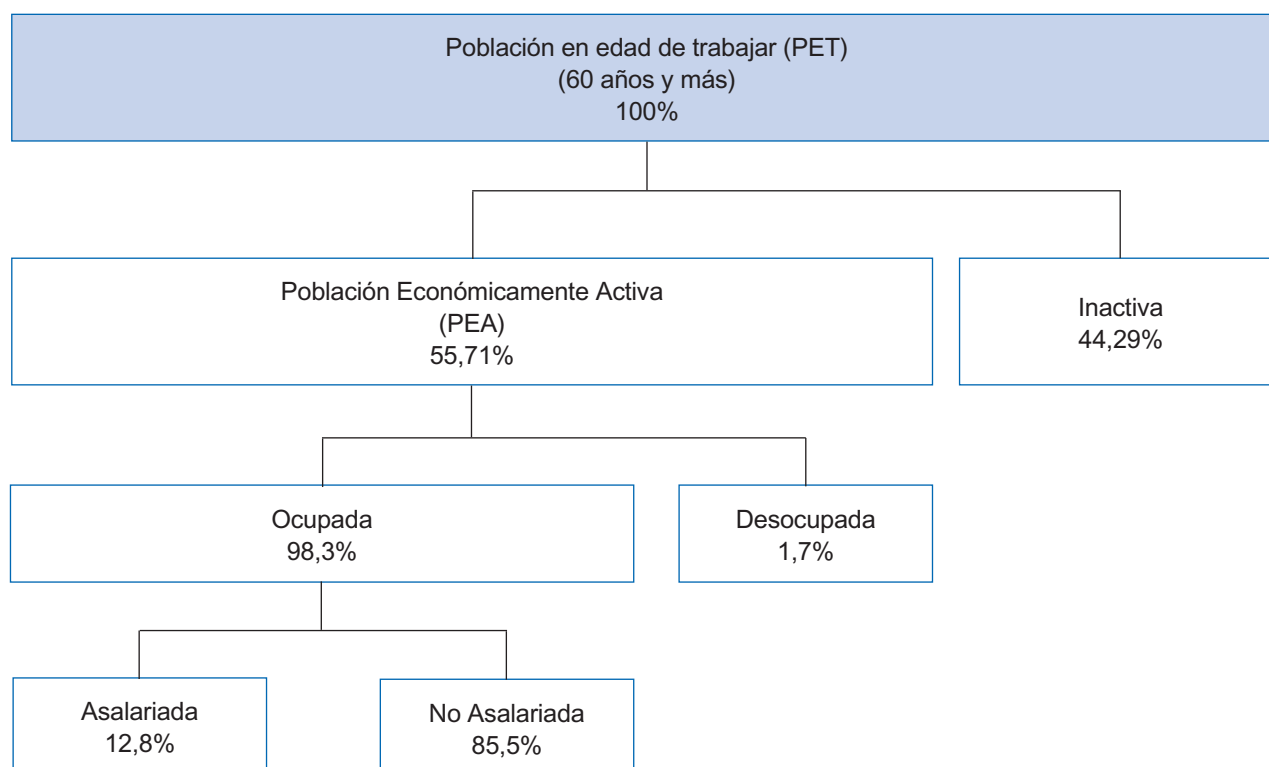 Población en edad de trabajar (PET)
(60 años y más)
100%
Población Económicamente Activa
(PEA)
55,71%
Inactiva
44,29%
Ocupada
98,3%
Desocupada
1,7%
Asalariada
12,8%
No Asalariada
85,5%